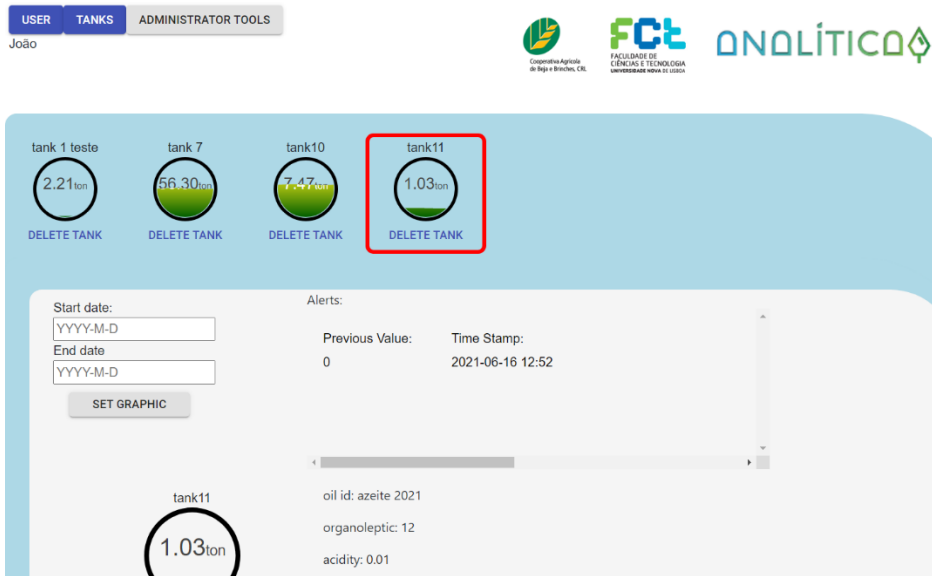 USER TANKS ADMINISTRATOR TOOLS
João
Cooperativa Agrícola
de Beja e Brinches, CRL
FCt
FACULDADE DE
CIÊNCIAS E TECNOLOGIA
UNIVERSIDADE NOVA DE LISBOA
ANALÍTICA
tank 1 teste tank 7 tank10 tank11
2.21ton 56.30ton 7.47ton 1.03ton
DELETE TANK DELETE TANK DELETE TANK DELETE TANK
Start date:
YYYY-M-D
End date
YYYY-M-D
SET GRAPHIC
Alerts:
Previous Value: Time Stamp:
0 2021-06-16 12:52
tank11
1.03ton
oil id: azeite 2021
organoleptic: 12
acidity: 0.01